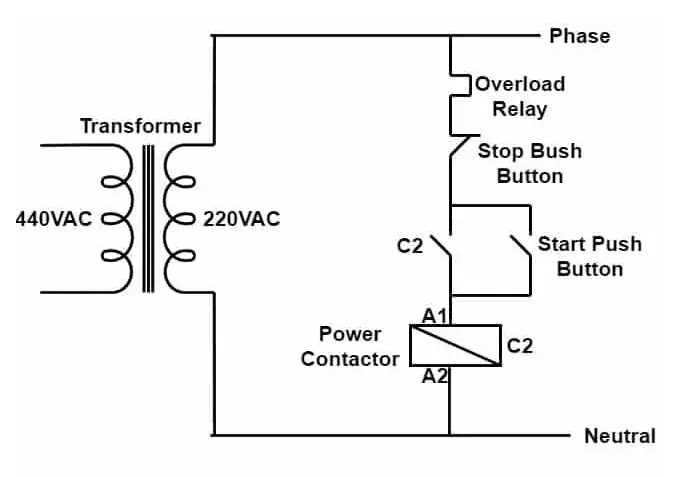 Phase
Overload
Relay
Transformer
Stop Bush
Button
440VAC
220VAC
C2
Start Push
Button
A1
Power
Contactor
C2
A2
Neutral